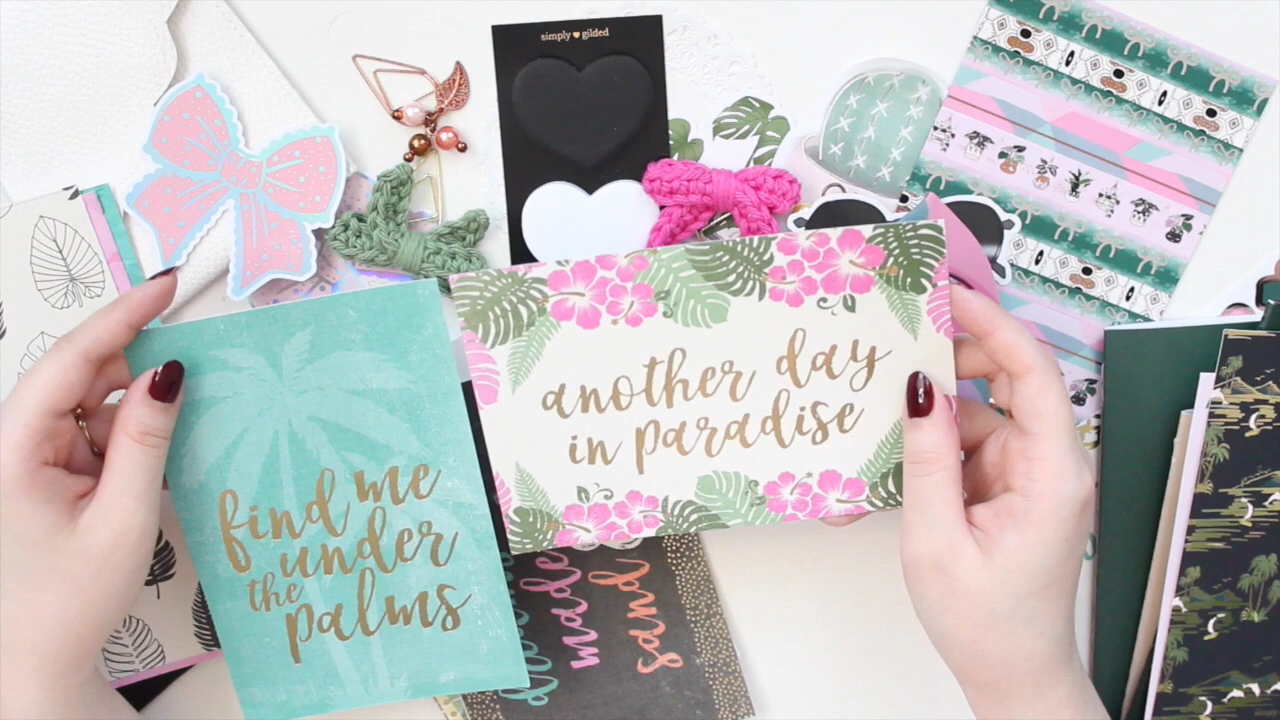 simply gilded
another day
in paradise
find me
under
the
palms
made
sand